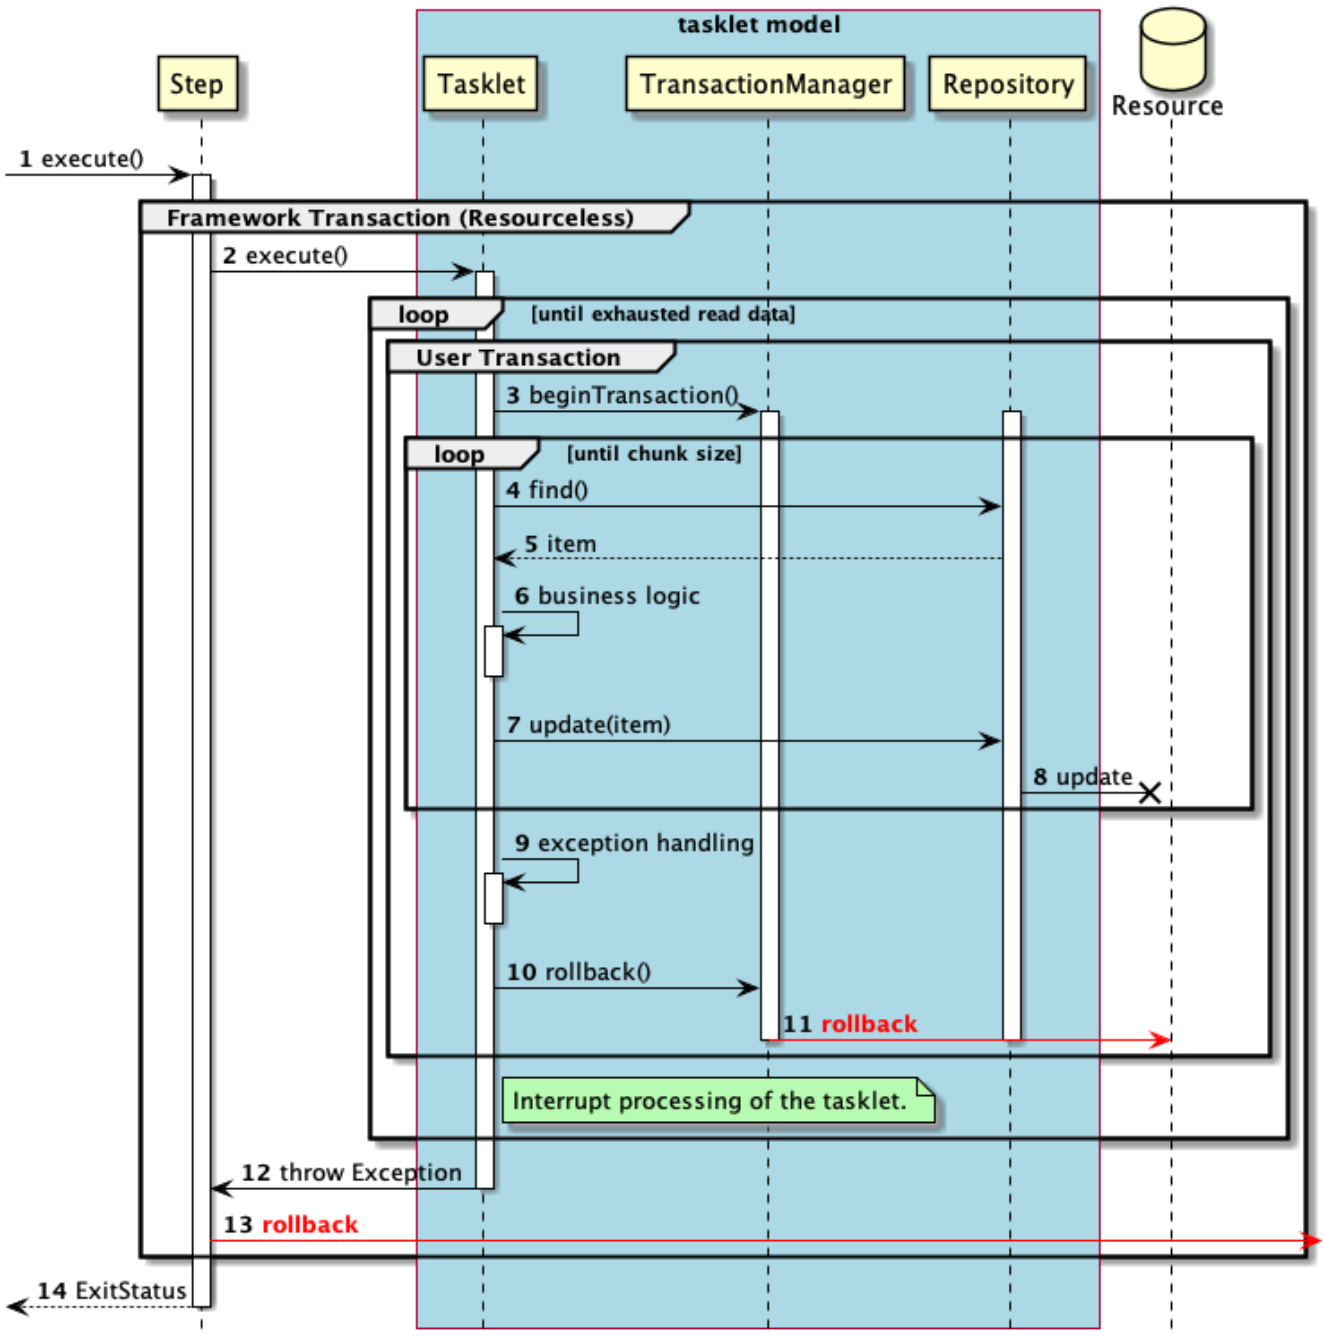 tasklet model
Step
Tasklet
TransactionManager
Repository
Resource
1 execute()
Framework Transaction (Resourceless)
2 execute()
loop [until exhausted read data]
User Transaction
3 beginTransaction()
loop [until chunk size]
4 find()
5 item
6 business logic
7 update(item)
8 update
9 exception handling
10 rollback()
11 rollback
Interrupt processing of the tasklet.
12 throw Exception
13 rollback
14 ExitStatus